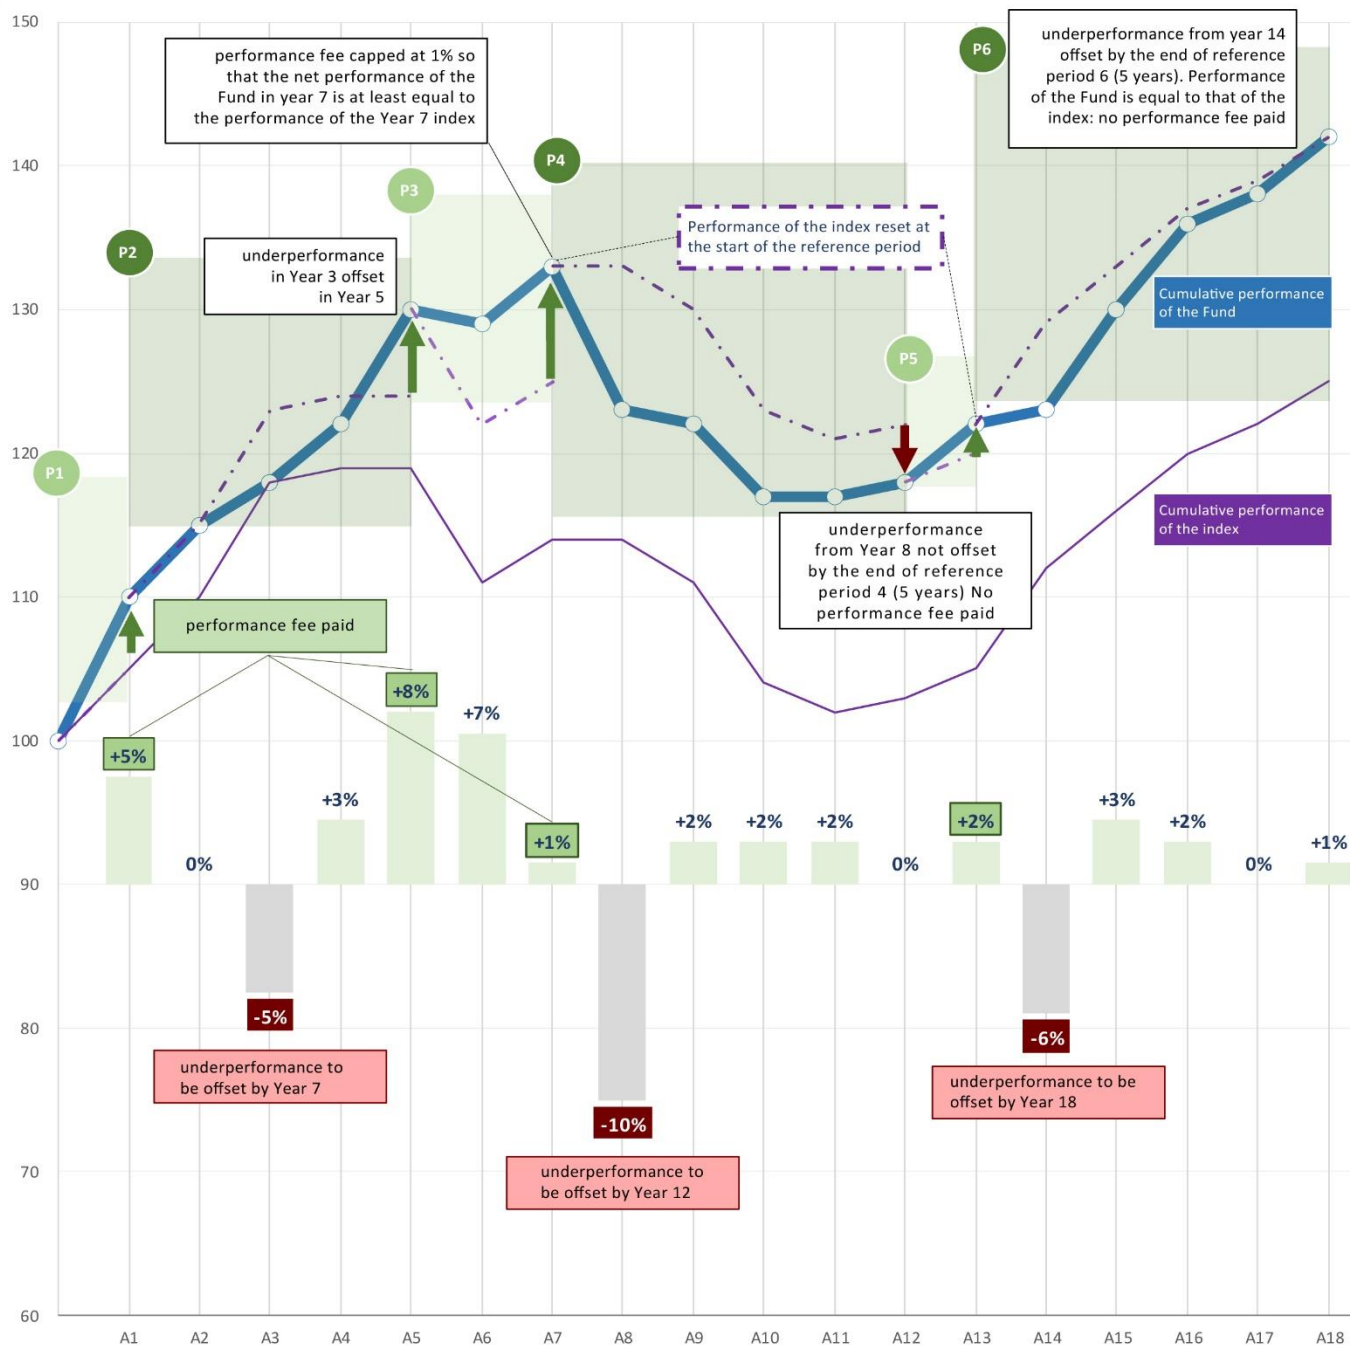 150
140
130
120
110
100
90
80
70
60
P6
underperformance from year 14
offset by the end of reference
period 6 (5 years). Performance
of the Fund is equal to that of the
index: no performance fee paid
performance fee capped at 1% so
that the net performance of the
Fund in year 7 is at least equal to
the performance of the Year 7 index
P4
P3
P2
underperformance
in Year 3 offset
in Year 5
Performance of the index reset at
the start of the reference period
Cumulative performance
of the Fund
P5
P1
Cumulative performance
of the index
underperformance
from Year 8 not offset
by the end of reference
period 4 (5 years) No
performance fee paid
performance fee paid
+5%
0%
+3%
+8%
+7%
+1%
+2%
+2%
+2%
0%
+2%
+3%
+2%
0%
+1%
-5%
underperformance to
be offset by Year 7
-10%
underperformance to
be offset by Year 12
-6%
underperformance to be
offset by Year 18
A1 A2 A3 A4 A5 A6 A7 A8 A9 A10 A11 A12 A13 A14 A15 A16 A17 A18